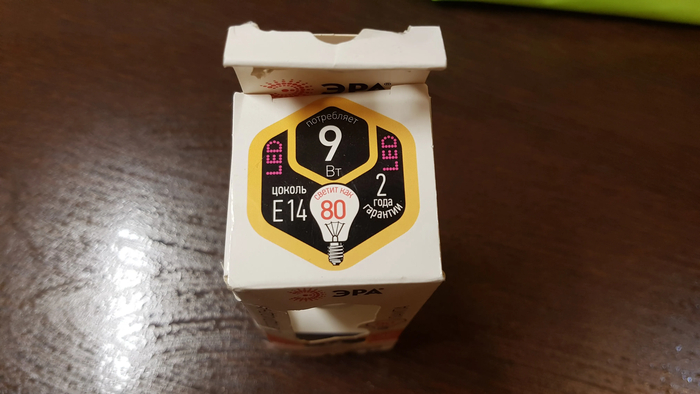 ЭРА
потребляет
9
Вт
LED
LED
цоколь
E14
светит как
80
2
года
гарантии
ЭРА